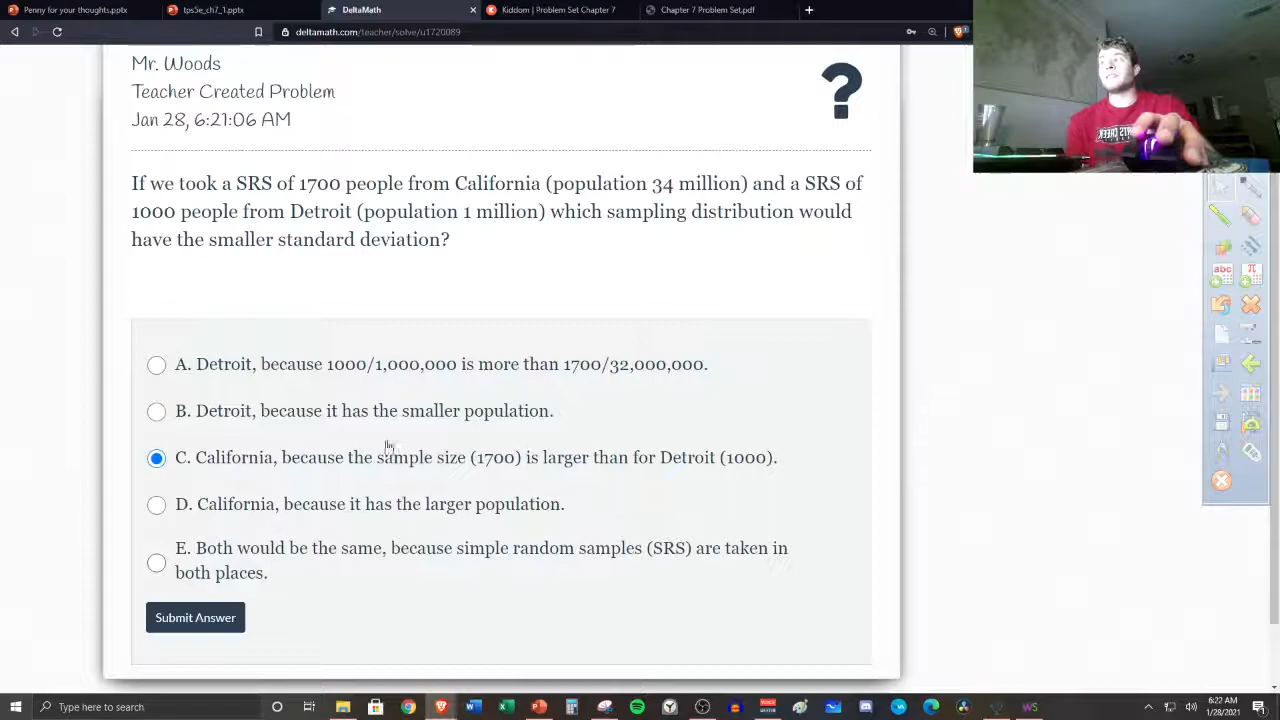 Penny for your thoughts.pptx
tps5e_ch7_1.pptx
DeltaMath
Kiddom | Problem Set Chapter 7
Chapter 7 Problem Set.pdf
deltamath.com/teacher/solve/u1720089
Mr. Woods
Teacher Created Problem
Jan 28, 6:21:06 AM
?
If we took a SRS of 1700 people from California (population 34 million) and a SRS of
1000 people from Detroit (population 1 million) which sampling distribution would
have the smaller standard deviation?
A. Detroit, because 1000/1,000,000 is more than 1700/32,000,000.
B. Detroit, because it has the smaller population.
C. California, because the sample size (1700) is larger than for Detroit (1000).
D. California, because it has the larger population.
E. Both would be the same, because simple random samples (SRS) are taken in
both places.
Submit Answer
abc
π
Type here to search
6:22 AM
1/28/2021